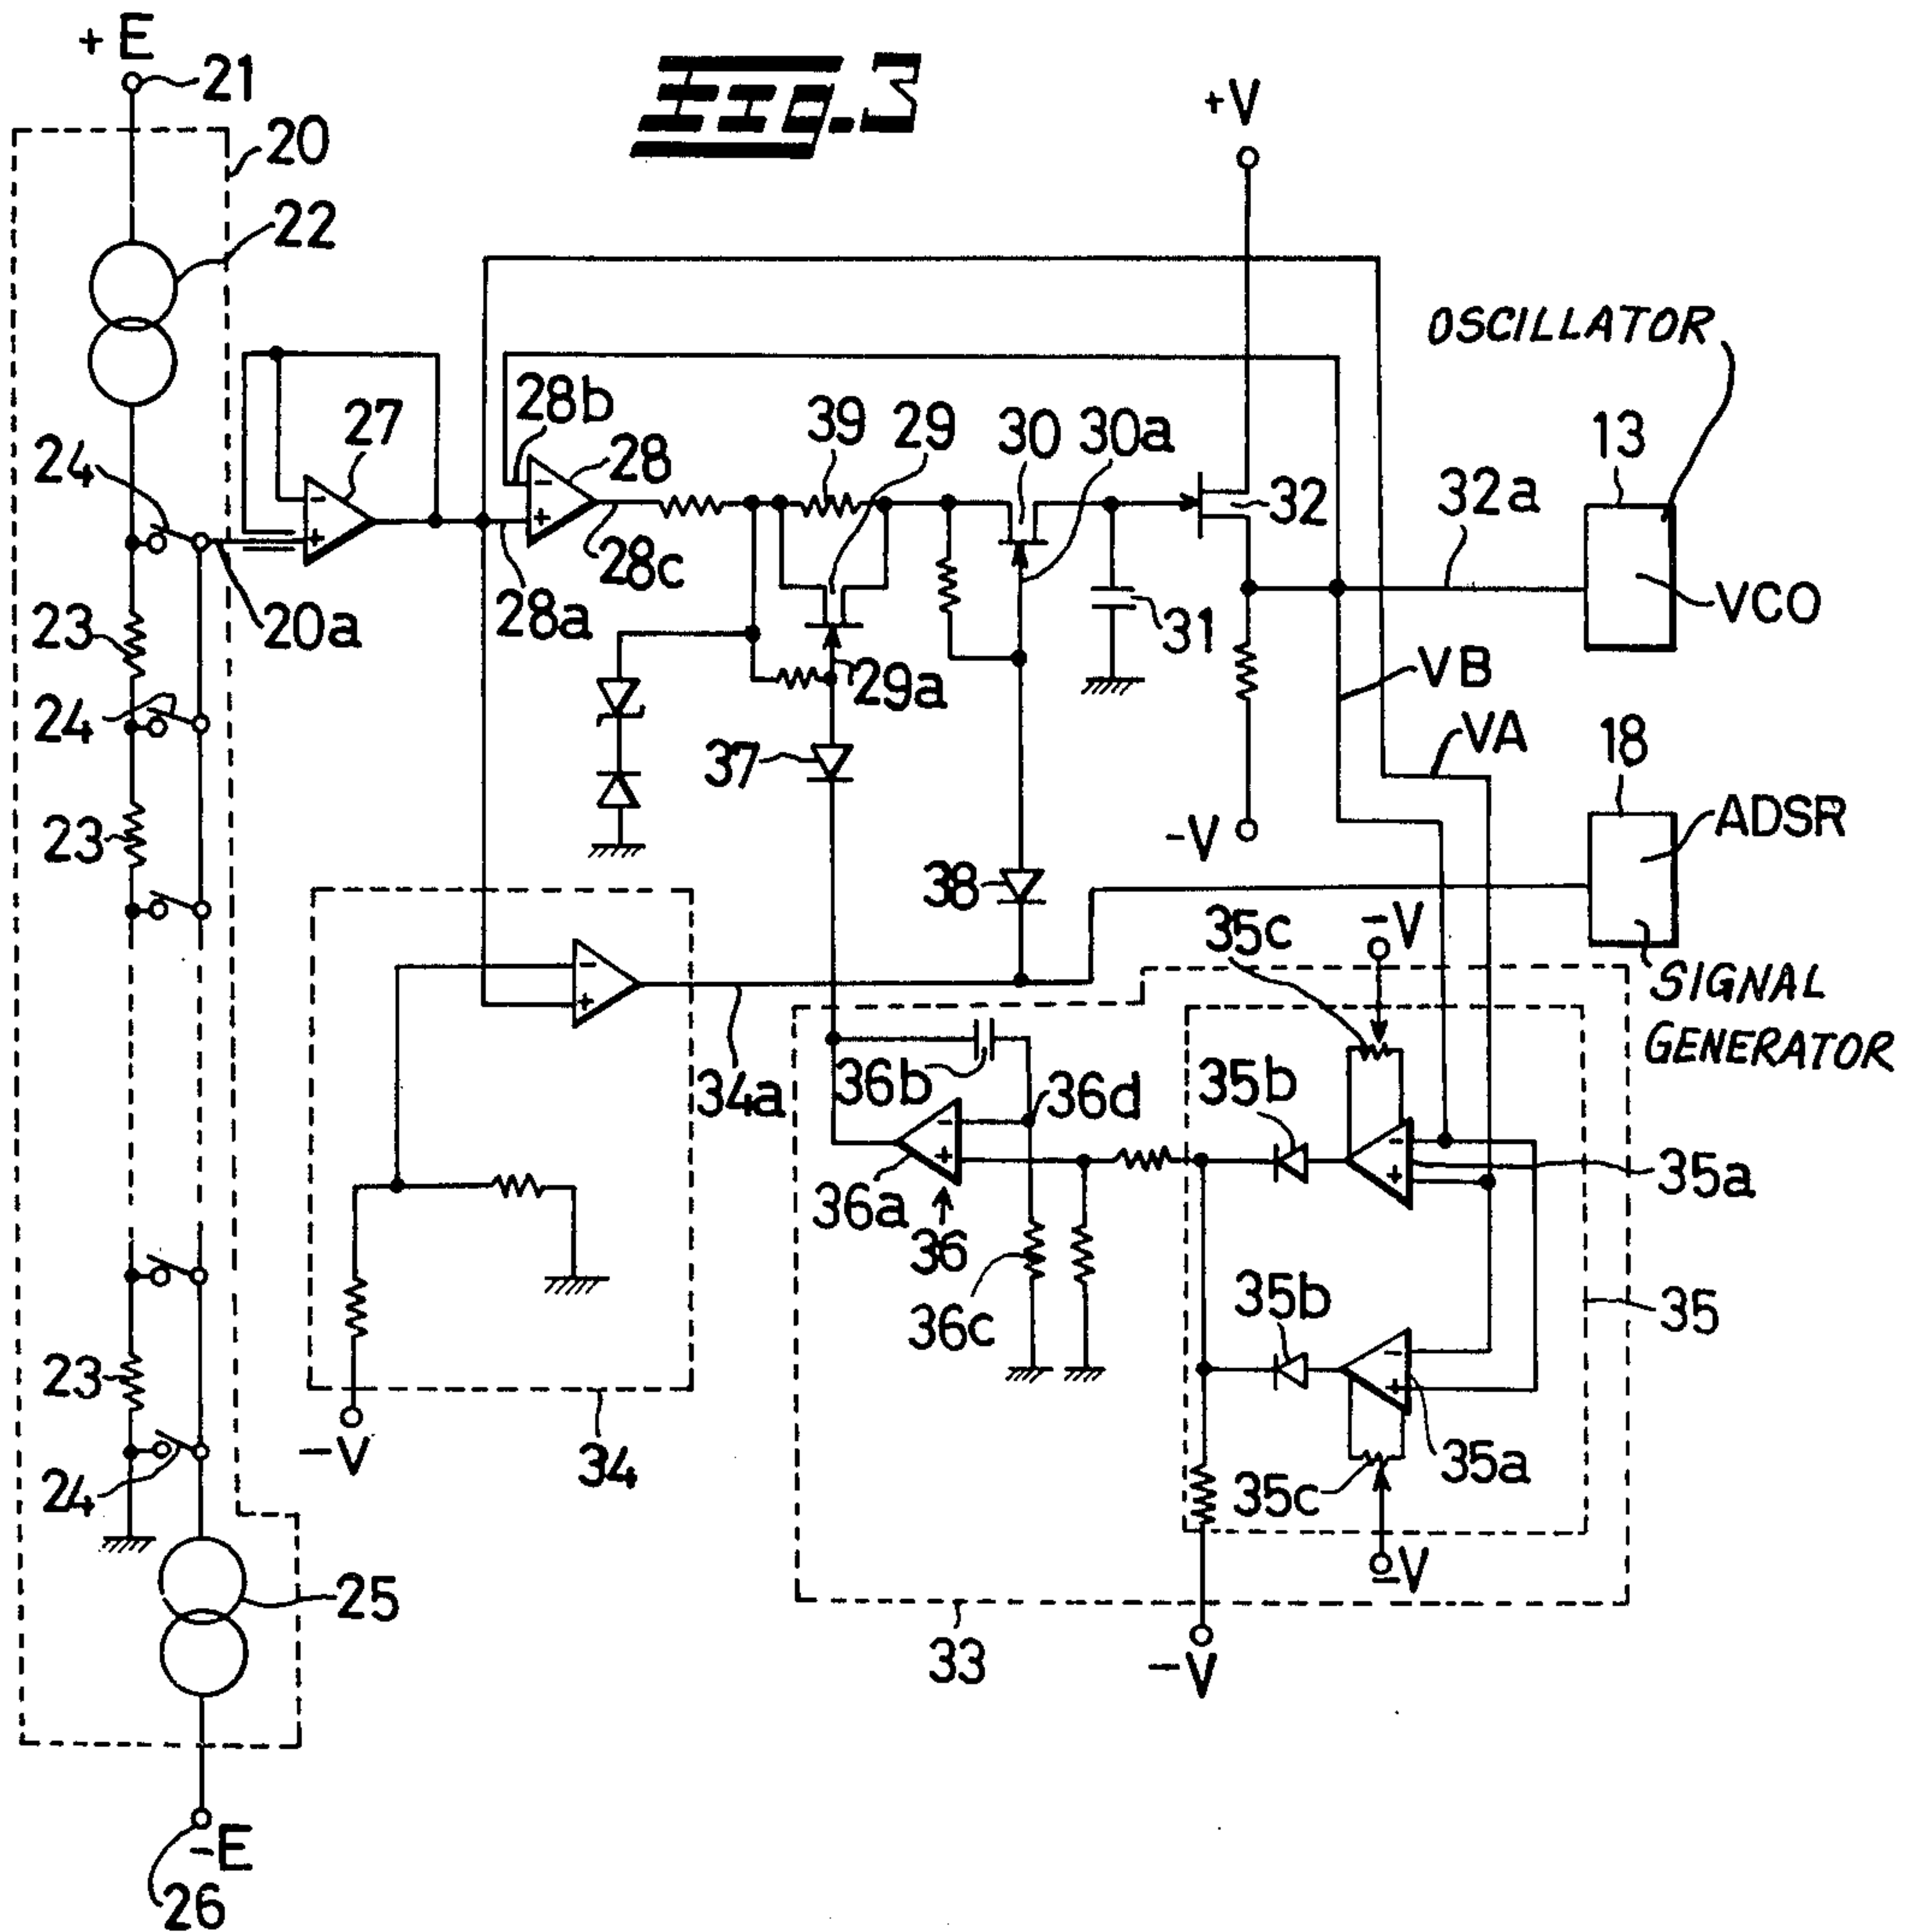 Fig. 3
+E
21
20
22
+V
OSCILLATOR
27
28b
28
39
29
30
30a
13
24
-
+
-
+
28c
32
32a
23
20a
28a
29a
31
VCO
24
VB
VA
37
18
-V
ADSR
23
38
35c
-V
-
+
SIGNAL
GENERATOR
34a
36b
36d
35b
-
+
-
+
35a
36a
36
36c
35b
35
23
-
+
-V
34
24
35c
35a
-V
25
33
-V
-E
26